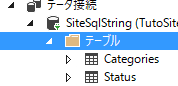 データ接続
SiteSqlString (TutoSite
テーブル
Categories
Status